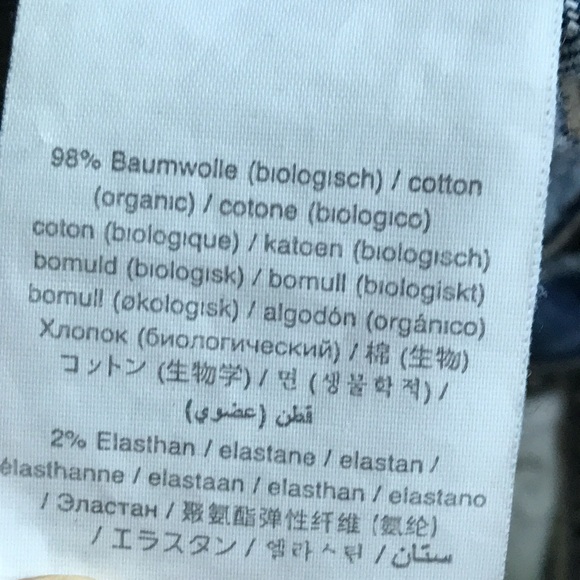 98% Baumwolle (biologisch) / cotton
(organic) / cotone (biologico)
coton (biologique) / katoen (biologisch)
bomuld (biologisk) / bomull (biologiskt)
bomull (økologisk) / algodón (orgánico)
Хлопок (биологический) / 棉 (生物)
コットン (生物学) / 면 (생물학적) /
قطن (عضوي)
2% Elasthan / elastane / elastan /
élasthanne / elastaan / elasthan / elastano
/ Эластан / 聚氨酯弹性纤维 (氨纶)
/ エラスタン / 엘라스틴 / ستان